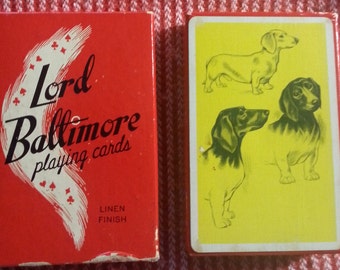 Lord
Baltimore
playing cards
LINEN
FINISH